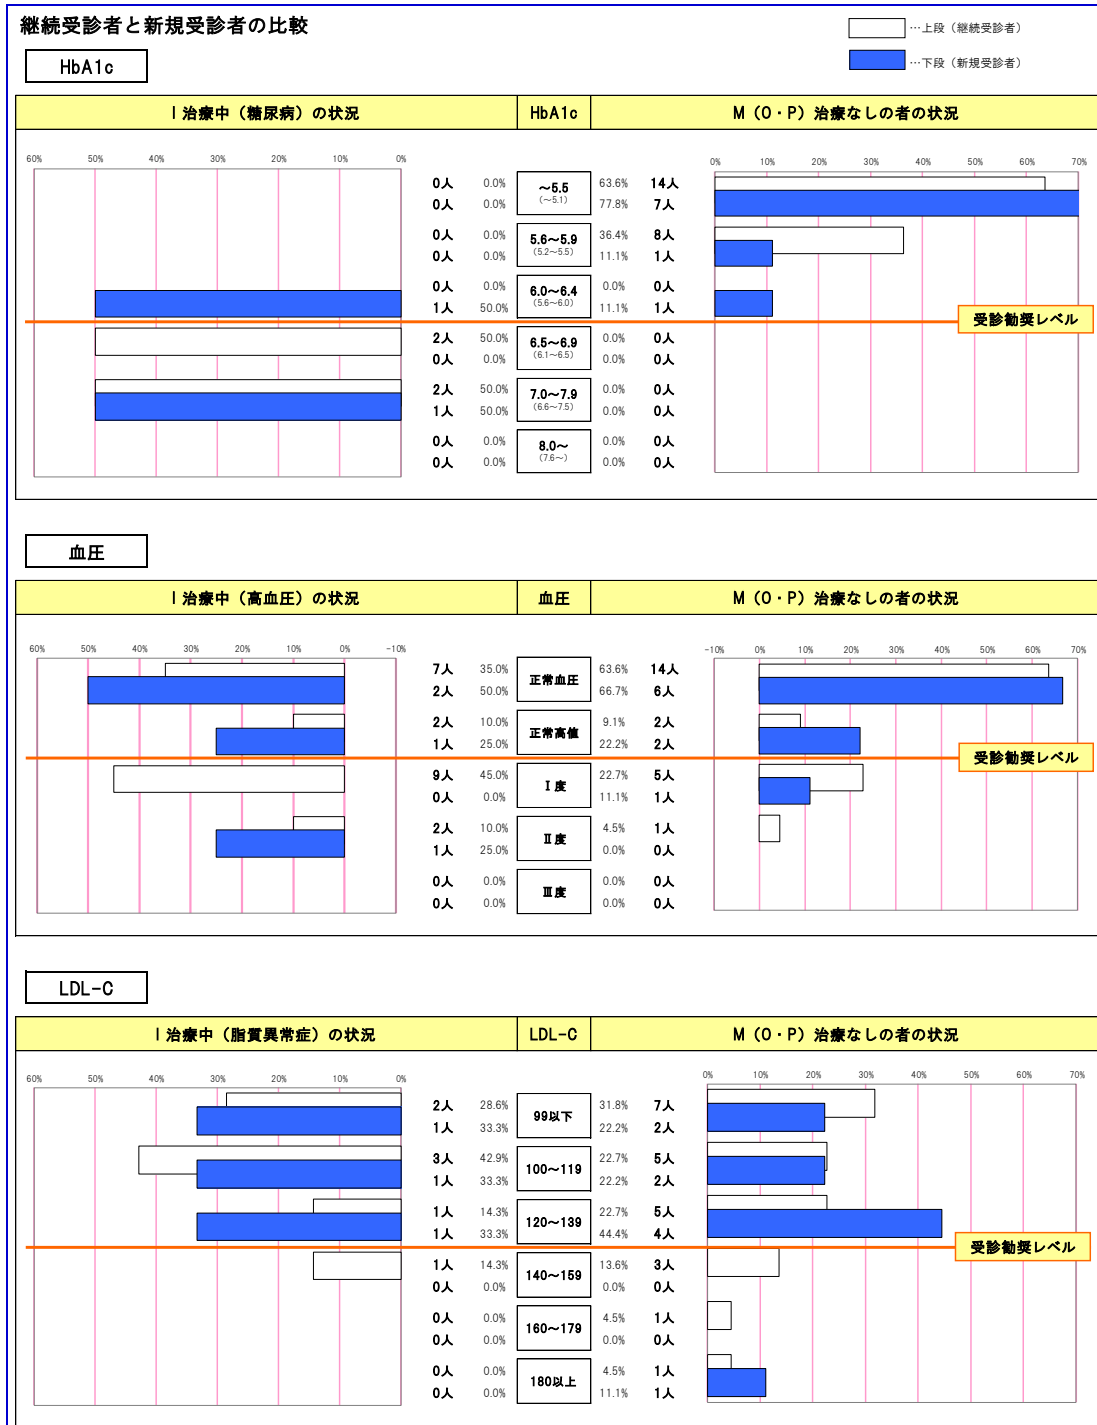 継続受診者と新規受診者の比較
…上段（継続受診者）
…下段（新規受診者）
HbA1c
Ⅰ治療中（糖尿病）の状況 HbA1c M（O・P）治療なしの者の状況
60% 50% 40% 30% 20% 10% 0% 0% 10% 20% 30% 40% 50% 60% 70%
0人 0.0% ～5.5 63.6% 14人
0人 0.0% （～5.1） 77.8% 7人
0人 0.0% 5.6～5.9 36.4% 8人
0人 0.0% （5.2～5.5） 11.1% 1人
0人 0.0% 6.0～6.4 0.0% 0人
1人 50.0% （5.6～6.0） 11.1% 1人
受診勧奨レベル
2人 50.0% 6.5～6.9 0.0% 0人
0人 0.0% （6.1～6.5） 0.0% 0人
2人 50.0% 7.0～7.9 0.0% 0人
1人 50.0% （6.6～7.5） 0.0% 0人
0人 0.0% 8.0～ 0.0% 0人
0人 0.0% （7.6～） 0.0% 0人
血圧
Ⅰ治療中（高血圧）の状況 血圧 M（O・P）治療なしの者の状況
60% 50% 40% 30% 20% 10% 0% -10% -10% 0% 10% 20% 30% 40% 50% 60% 70%
7人 35.0% 正常血圧 63.6% 14人
2人 50.0% 66.7% 6人
2人 10.0% 正常高値 9.1% 2人
1人 25.0% 22.2% 2人
受診勧奨レベル
9人 45.0% Ⅰ度 22.7% 5人
0人 0.0% 11.1% 1人
2人 10.0% Ⅱ度 4.5% 1人
1人 25.0% 0.0% 0人
0人 0.0% Ⅲ度 0.0% 0人
0人 0.0% 0.0% 0人
LDL-C
Ⅰ治療中（脂質異常症）の状況 LDL-C M（O・P）治療なしの者の状況
60% 50% 40% 30% 20% 10% 0% 0% 10% 20% 30% 40% 50% 60% 70%
2人 28.6% 99以下 31.8% 7人
1人 33.3% 22.2% 2人
3人 42.9% 100～119 22.7% 5人
1人 33.3% 22.2% 2人
1人 14.3% 120～139 22.7% 5人
1人 33.3% 44.4% 4人
受診勧奨レベル
1人 14.3% 140～159 13.6% 3人
0人 0.0% 0.0% 0人
0人 0.0% 160～179 4.5% 1人
0人 0.0% 0.0% 0人
0人 0.0% 180以上 4.5% 1人
0人 0.0% 11.1% 1人